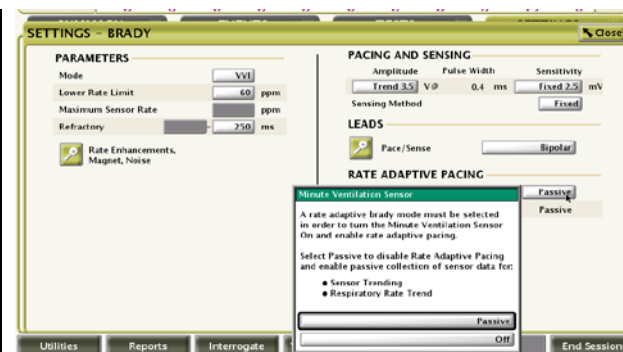 SETTINGS - BRADY
Close
PARAMETERS
Mode VVI
Lower Rate Limit 60 ppm
Maximum Sensor Rate ppm
Refractory - 250 ms
Rate Enhancements,
Magnet, Noise
PACING AND SENSING
Amplitude Pulse Width Sensitivity
Trend 3.5 V@ 0.4 ms Fixed 2.5 mV
Sensing Method Fixed
LEADS
Pace/Sense Bipolar
RATE ADAPTIVE PACING
Passive
Passive
Minute Ventilation Sensor
A rate adaptive brady mode must be selected
in order to turn the Minute Ventilation Sensor
On and enable rate adaptive pacing.
Select Passive to disable Rate Adaptive Pacing
and enable passive collection of sensor data for:
• Sensor Trending
• Respiratory Rate Trend
Passive
Off
Utilities Reports Interrogate End Session